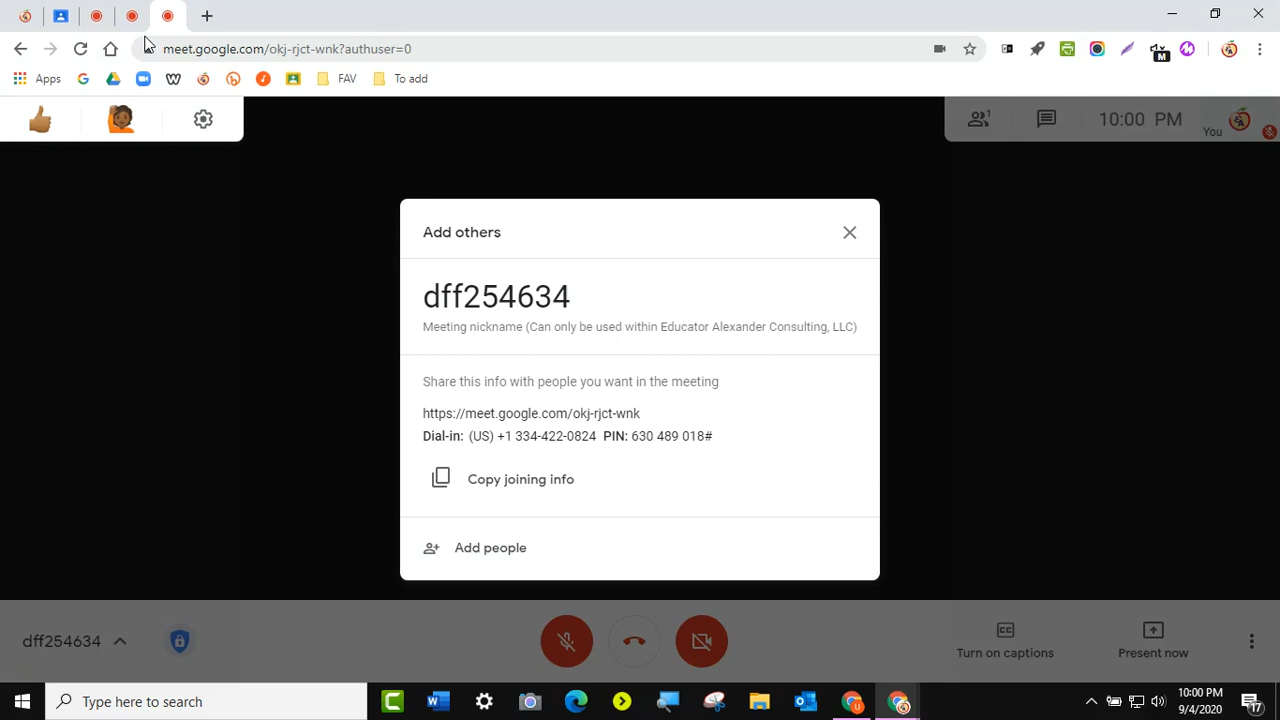 meet.google.com/okj-rjct-wnk?authuser=0
M
Apps
FAV
To add
1
10:00 PM
You
Add others
dff254634
Meeting nickname (Can only be used within Educator Alexander Consulting, LLC)
Share this info with people you want in the meeting
https://meet.google.com/okj-rjct-wnk
Dial-in: (US) +1 334-422-0824 PIN: 630 489 018#
Copy joining info
Add people
dff254634
CC
Turn on captions
Present now
Type here to search
10:00 PM
9/4/2020
17